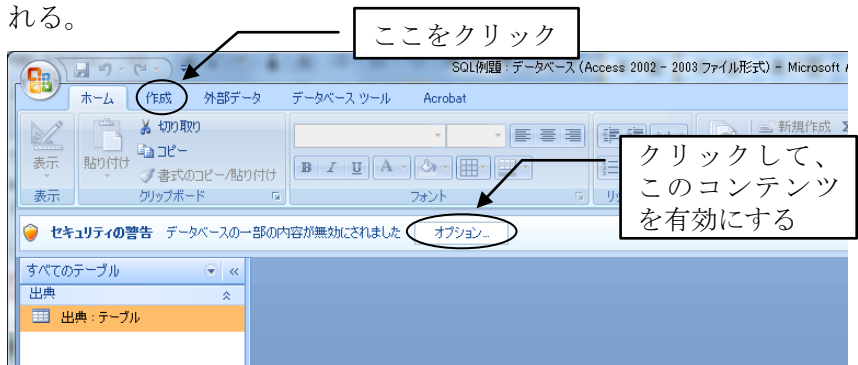 れる。
ここをクリック
SQL例題 : データベース (Access 2002 - 2003 ファイル形式) - Microsoft A
ホーム 作成 外部データ データベース ツール Acrobat
切り取り
コピー
書式のコピー/貼り付け
表示 貼り付け
新規作成 Σ
B I U A
表示 クリップボード フォント リッ
クリックして、
このコンテンツ
を有効にする
セキュリティの警告 データベースの一部の内容が無効にされました オプション...
すべてのテーブル
出典
出典 : テーブル